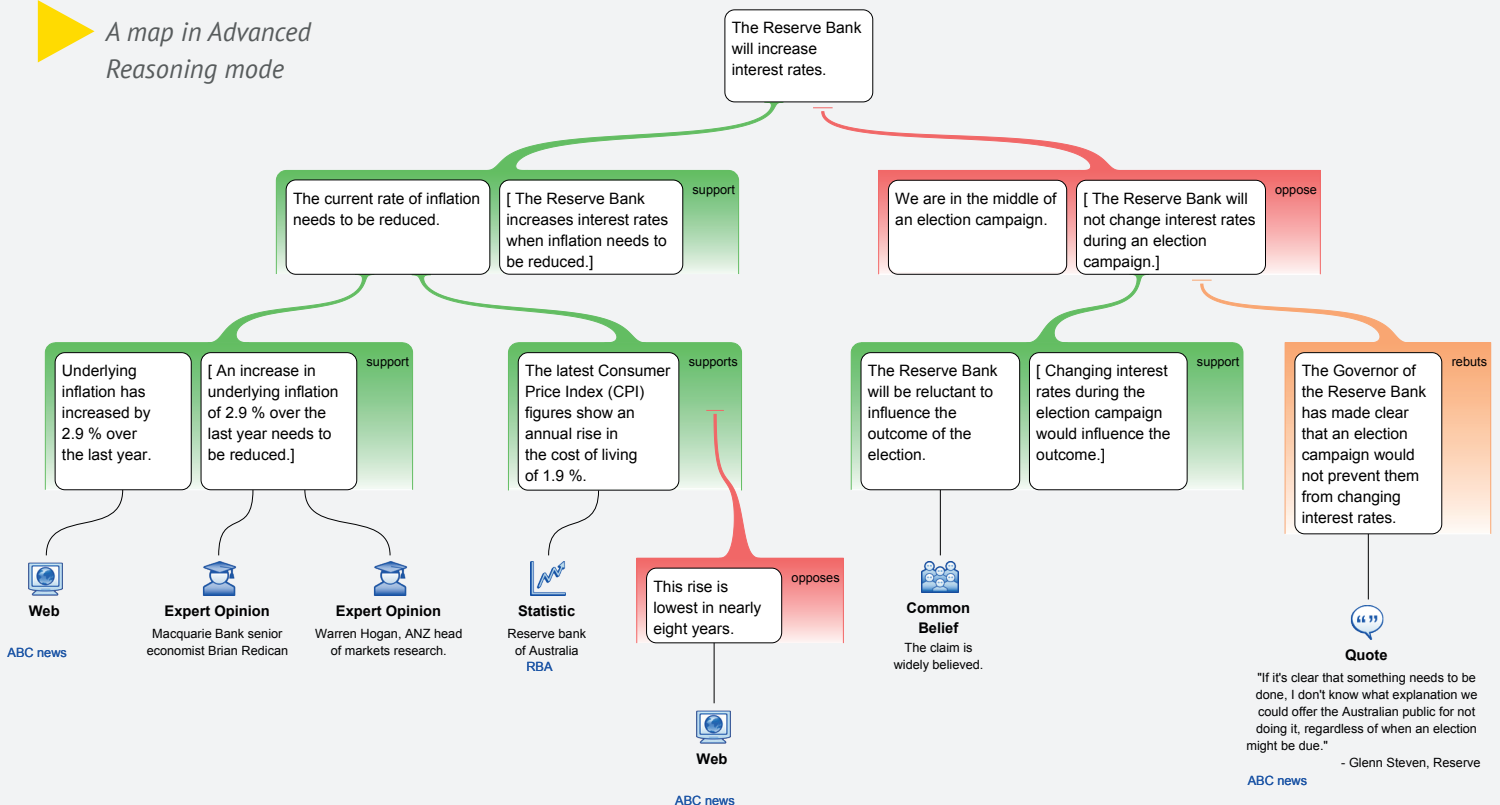 A map in Advanced
Reasoning mode
The Reserve Bank
will increase
interest rates.
The current rate of inflation
needs to be reduced.
[ The Reserve Bank
increases interest rates
when inflation needs to
be reduced.]
support
We are in the middle of
an election campaign.
[ The Reserve Bank will
not change interest rates
during an election
campaign.]
oppose
Underlying
inflation has
increased by
2.9 % over
the last year.
[ An increase in
underlying inflation
of 2.9 % over the
last year needs to
be reduced.]
support
The latest Consumer
Price Index (CPI)
figures show an
annual rise in
the cost of living
of 1.9 %.
supports
The Reserve Bank
will be reluctant to
influence the
outcome of the
election.
[ Changing interest
rates during the
election campaign
would influence the
outcome.]
support
The Governor of
the Reserve Bank
has made clear
that an election
campaign would
not prevent them
from changing
interest rates.
rebuts
Web
ABC news
Expert Opinion
Macquarie Bank senior
economist Brian Redican
Expert Opinion
Warren Hogan, ANZ head
of markets research.
Statistic
Reserve bank
of Australia
RBA
This rise is
lowest in nearly
eight years.
opposes
Web
ABC news
Common
Belief
The claim is
widely believed.
Quote
"If it's clear that something needs to be
done, I don't know what explanation we
could offer the Australian public for not
doing it, regardless of when an election
might be due."
- Glenn Steven, Reserve
ABC news